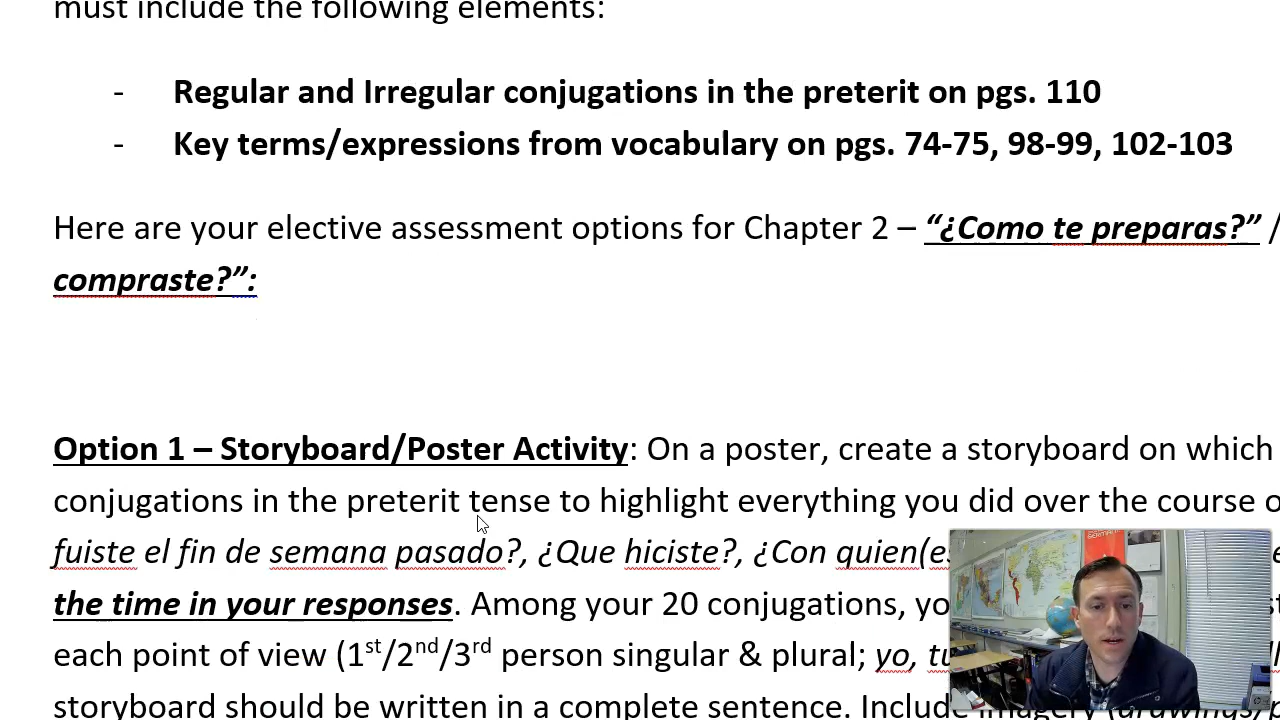 must include the following elements:
- Regular and Irregular conjugations in the preterit on pgs. 110
- Key terms/expressions from vocabulary on pgs. 74-75, 98-99, 102-103
Here are your elective assessment options for Chapter 2 – “¿Como te preparas?” /
compraste?”:
Option 1 – Storyboard/Poster Activity: On a poster, create a storyboard on which
conjugations in the preterit tense to highlight everything you did over the course
fuiste el fin de semana pasado?, ¿Que hiciste?, ¿Con quien(es
the time in your responses. Among your 20 conjugations,
each point of view (1st/2nd/3rd person singular & plural; yo,
storyboard should be written in a complete sentence. Include imagery